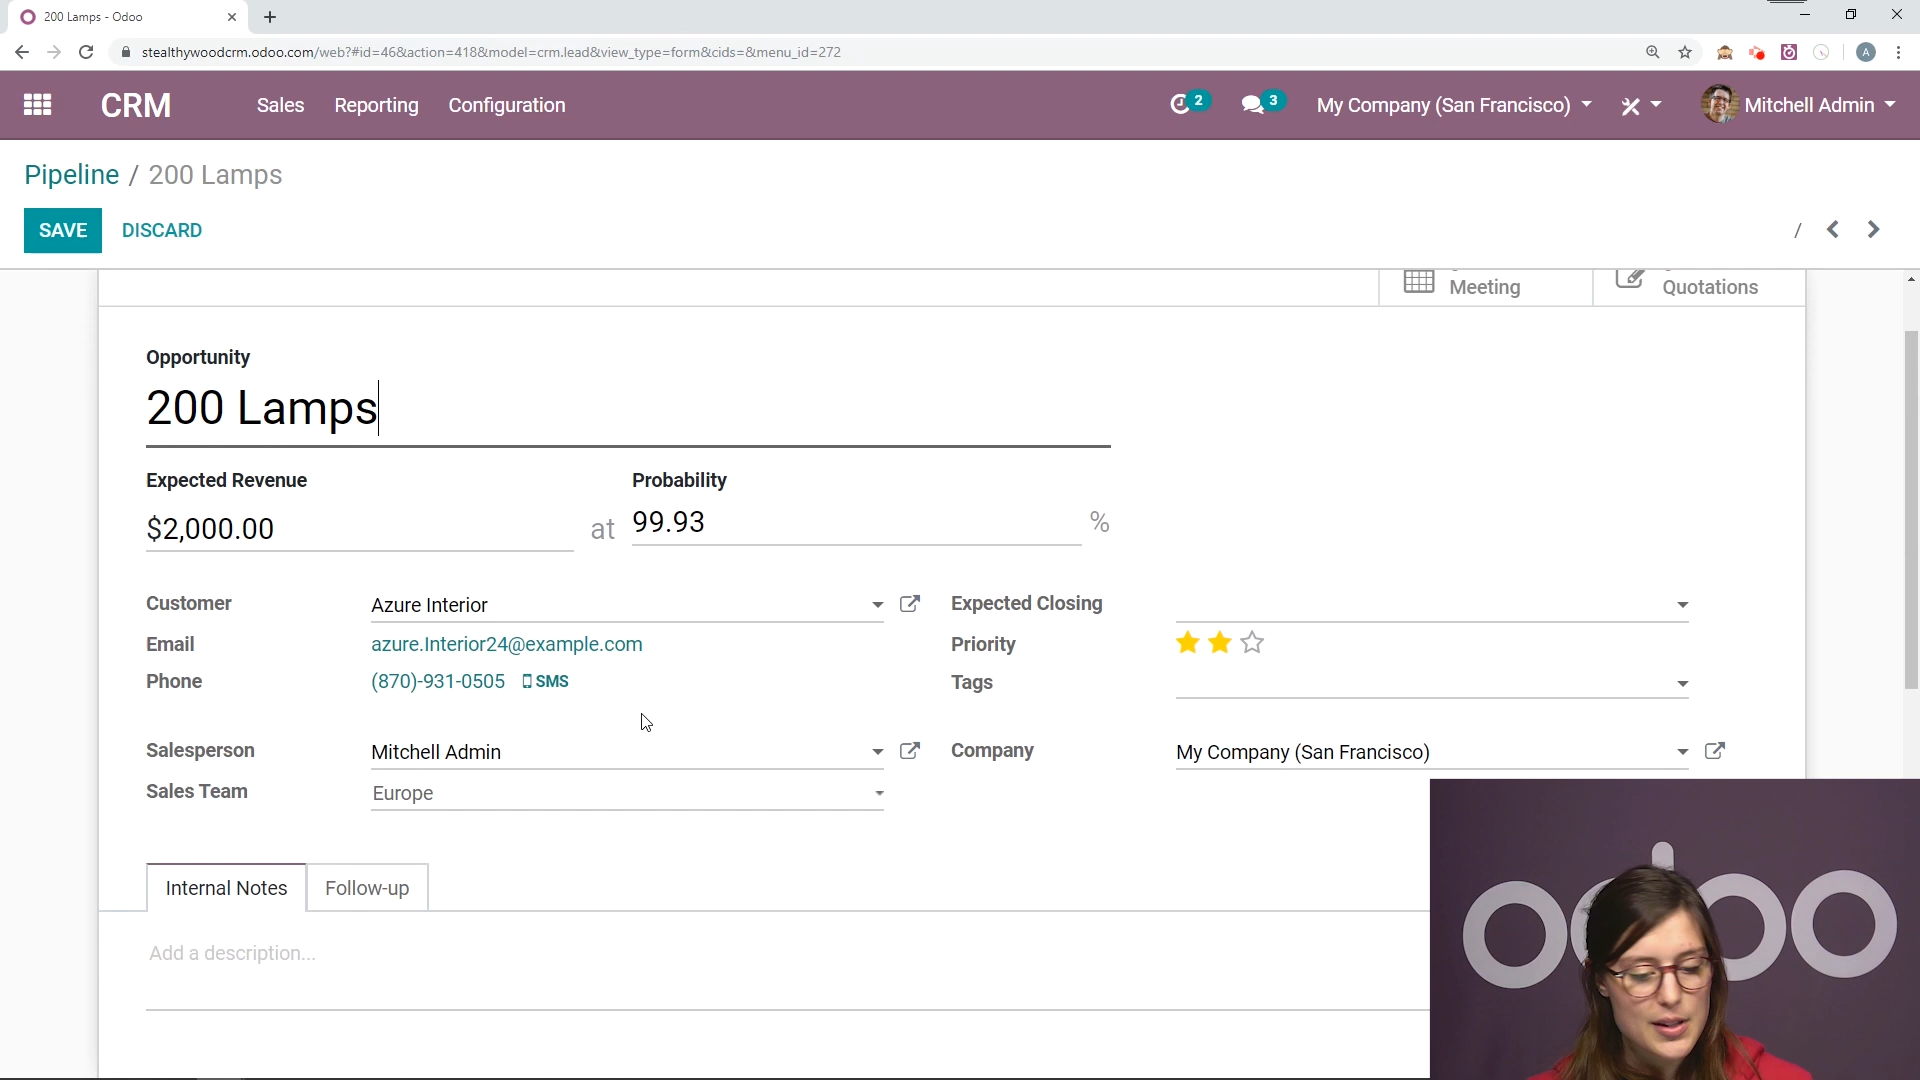 200 Lamps - Odoo
stealthywoodcrm.odoo.com/web?#id=46&action=418&model=crm.lead&view_type=form&cids=&menu_id=272
A
CRM
Sales
Reporting
Configuration
2
3
My Company (San Francisco)
Mitchell Admin
Pipeline / 200 Lamps
SAVE
DISCARD
/
Meeting
Quotations
Opportunity
200 Lamps
Expected Revenue
Probability
$2,000.00
at
99.93
%
Customer
Azure Interior
Expected Closing
Email
azure.Interior24@example.com
Priority
Phone
(870)-931-0505
SMS
Tags
Salesperson
Mitchell Admin
Company
My Company (San Francisco)
Sales Team
Europe
Internal Notes
Follow-up
Add a description...
odoo